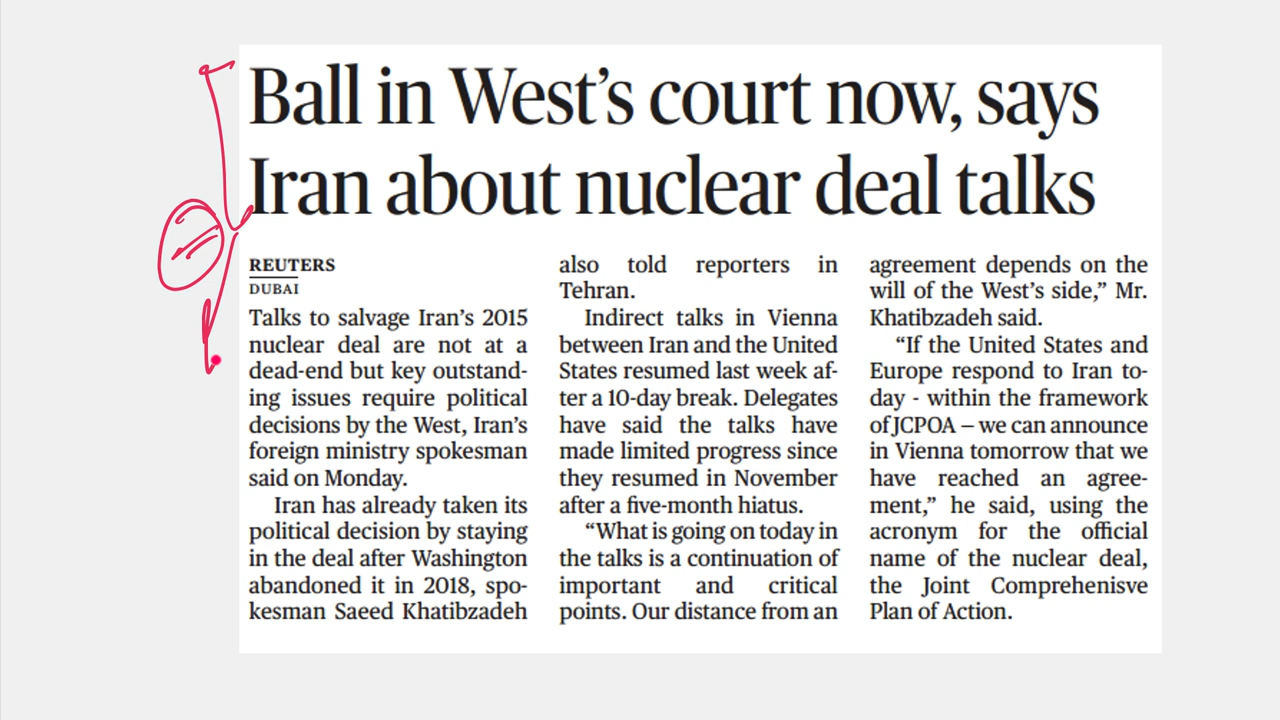 Ball in West’s court now, says
Iran about nuclear deal talks
REUTERS
DUBAI
Talks to salvage Iran’s 2015
nuclear deal are not at a
dead-end but key outstand-
ing issues require political
decisions by the West, Iran’s
foreign ministry spokesman
said on Monday.
Iran has already taken its
political decision by staying
in the deal after Washington
abandoned it in 2018, spo-
kesman Saeed Khatibzadeh
also told reporters in
Tehran.
Indirect talks in Vienna
between Iran and the United
States resumed last week af-
ter a 10-day break. Delegates
have said the talks have
made limited progress since
they resumed in November
after a five-month hiatus.
“What is going on today in
the talks is a continuation of
important and critical
points. Our distance from an
agreement depends on the
will of the West’s side,” Mr.
Khatibzadeh said.
“If the United States and
Europe respond to Iran to-
day - within the framework
of JCPOA – we can announce
in Vienna tomorrow that we
have reached an agree-
ment,” he said, using the
acronym for the official
name of the nuclear deal,
the Joint Comprehenisve
Plan of Action.